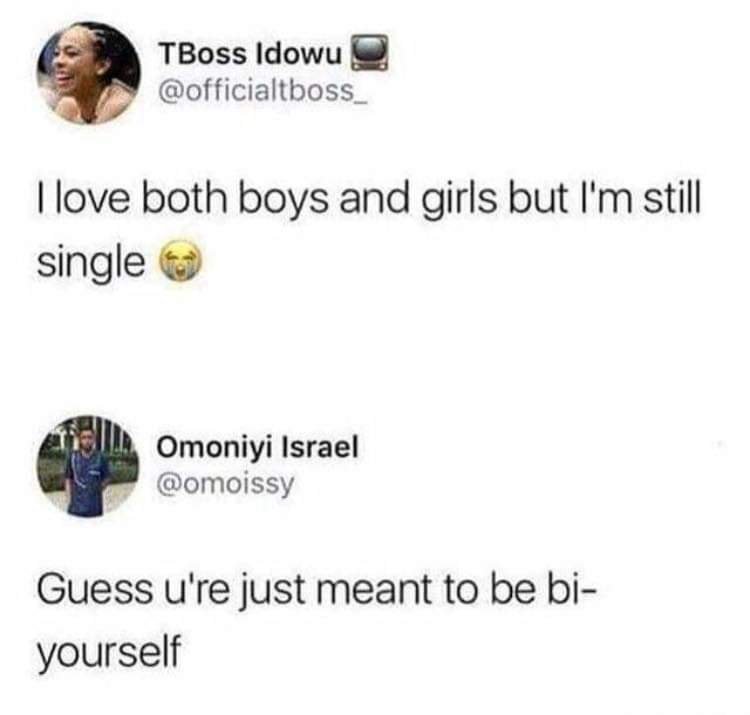 TBoss Idowu 📺
@officialtboss_
I love both boys and girls but I'm still
single 😭
Omoniyi Israel
@omoissy
Guess u're just meant to be bi-
yourself